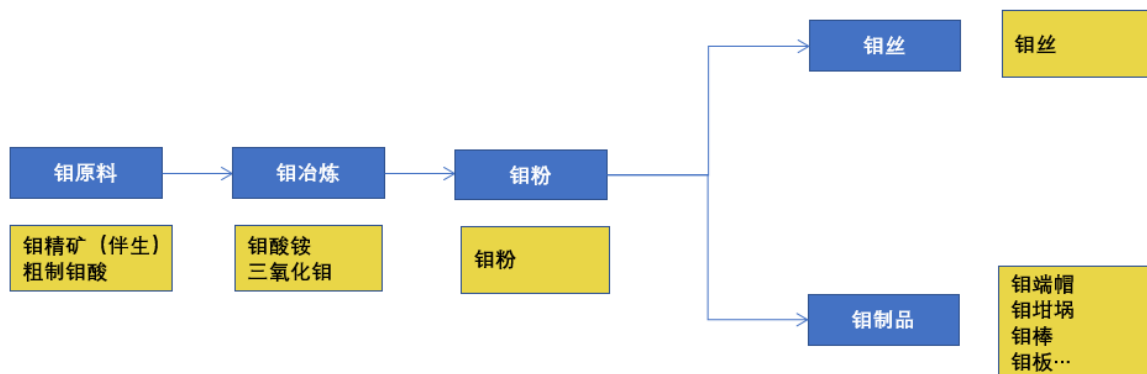 钼丝
钼丝
钼原料
钼冶炼
钼粉
钼精矿（伴生）
粗制钼酸
钼酸铵
三氧化钼
钼粉
钼制品
钼端帽
钼坩埚
钼棒
钼板…